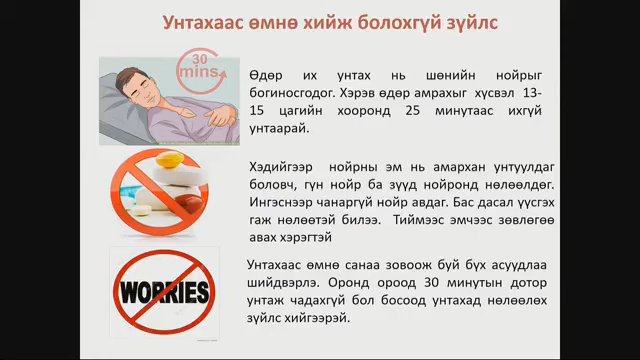 Унтахаас өмнө хийж болохгүй зүйлс
30
mins
Өдөр их унтах нь шөнийн нойрыг
богиносгодог. Хэрэв өдөр амрахыг хүсвэл 13-
15 цагийн хооронд 25 минутаас ихгүй
унтаарай.
Хэдийгээр нойрны эм нь амархан унтуулдаг
боловч, гүн нойр ба зүүд нойронд нөлөөлдөг.
Ингэснээр чанаргүй нойр авдаг. Бас дасал үүсгэх
гаж нөлөөтэй билээ. Тиймээс эмчээс зөвлөгөө
авах хэрэгтэй
WORRIES
Унтахаас өмнө санаа зовоож буй бүх асуудлаа
шийдвэрлэ. Оронд ороод 30 минутын дотор
унтаж чадахгүй бол босоод унтахад нөлөөлөх
зүйлс хийгээрэй.